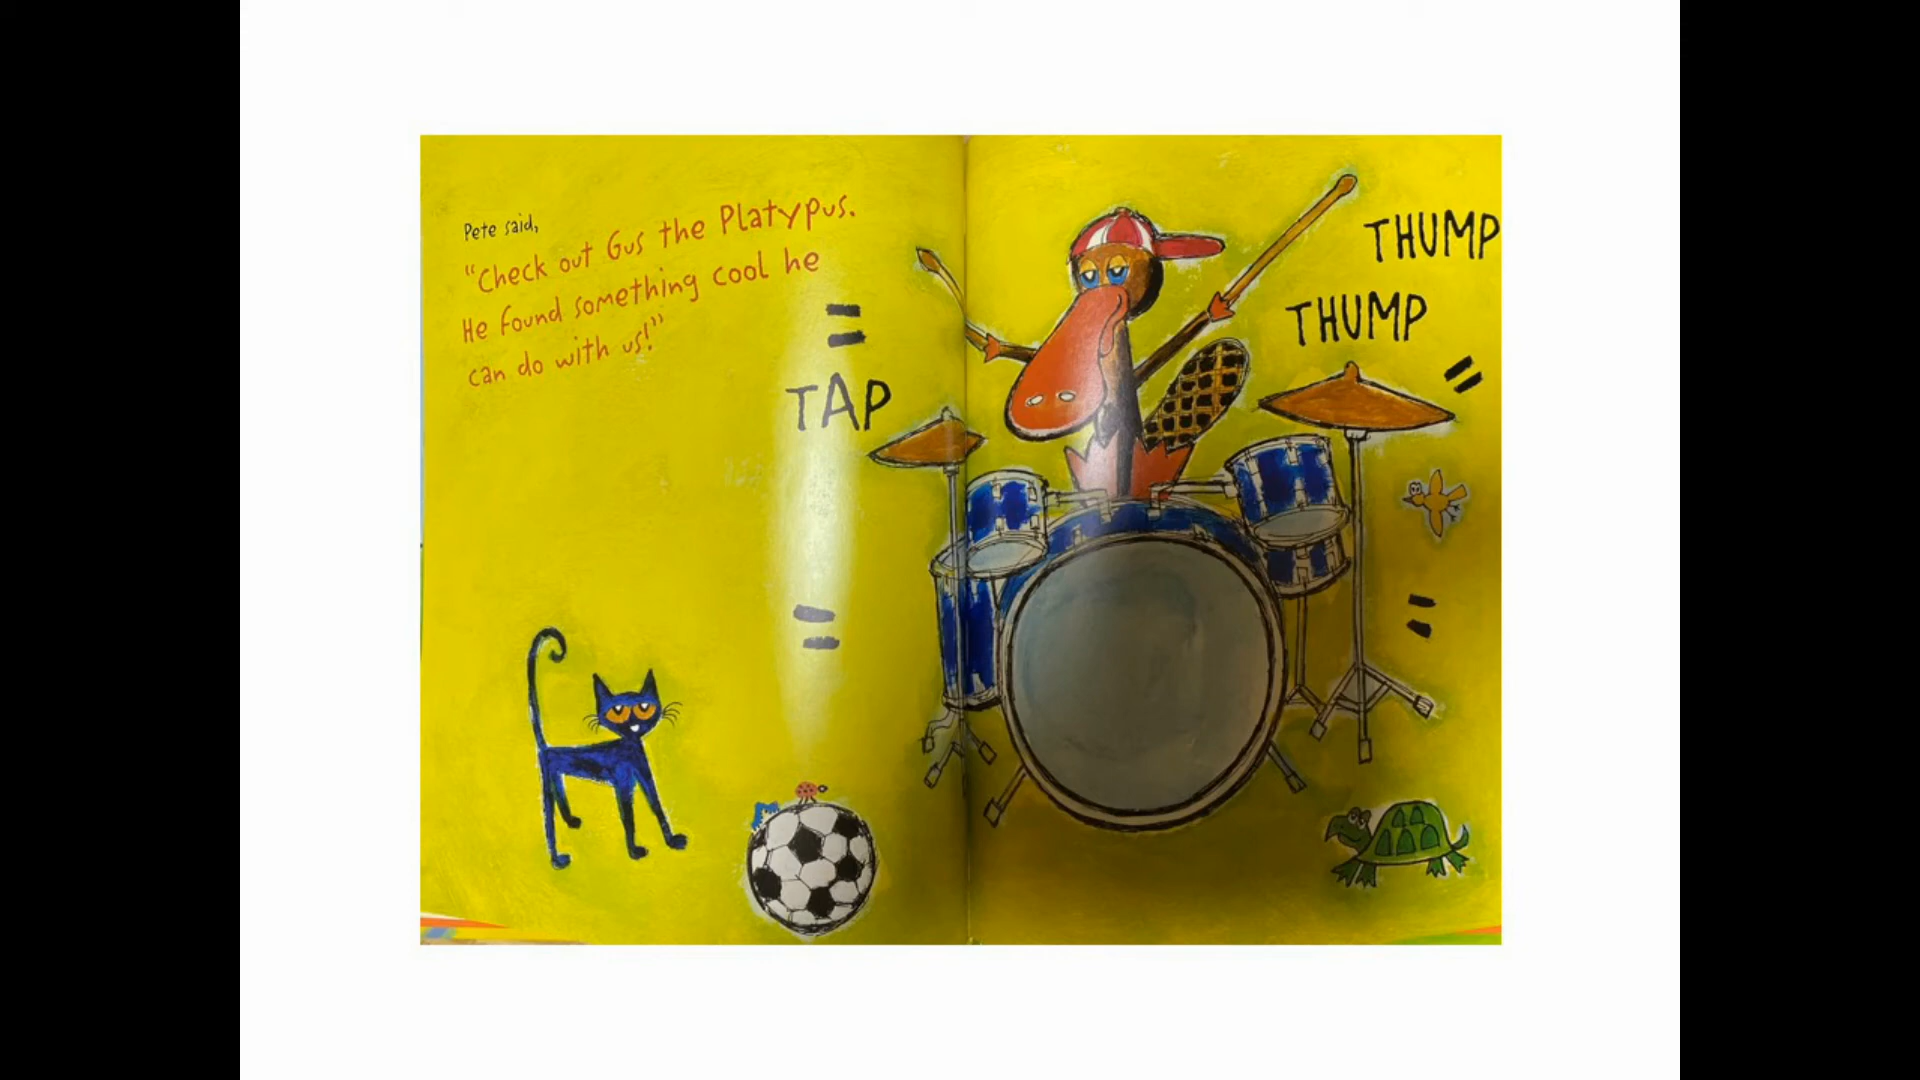 Pete said,
“Check out Gus the Platypus.
He found something cool he
can do with us!”
TAP
THUMP
THUMP